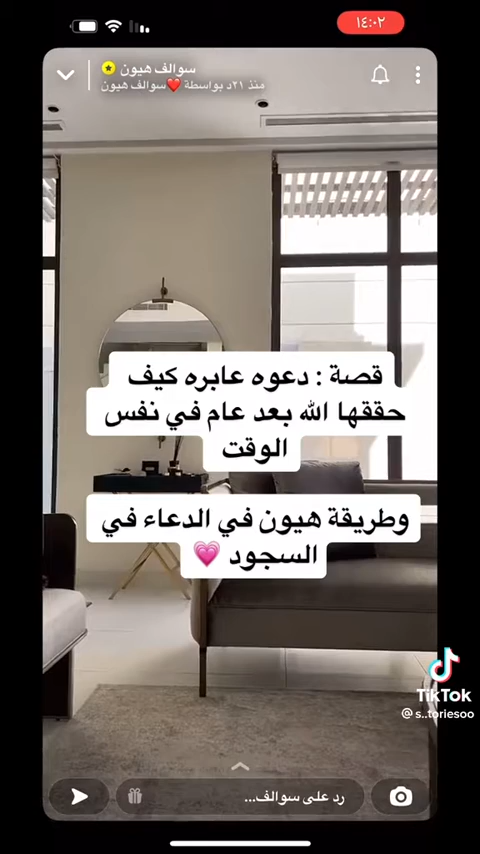 ١٤:٠٢
سوالف هيون
منذ ٢١د بواسطة ❤️سوالف هيون
قصة : دعوه عابره كيف
حققها الله بعد عام في نفس
الوقت
وطريقة هيون في الدعاء في
السجود 💗
TikTok
@s..toriesoo
رد على سوالف...